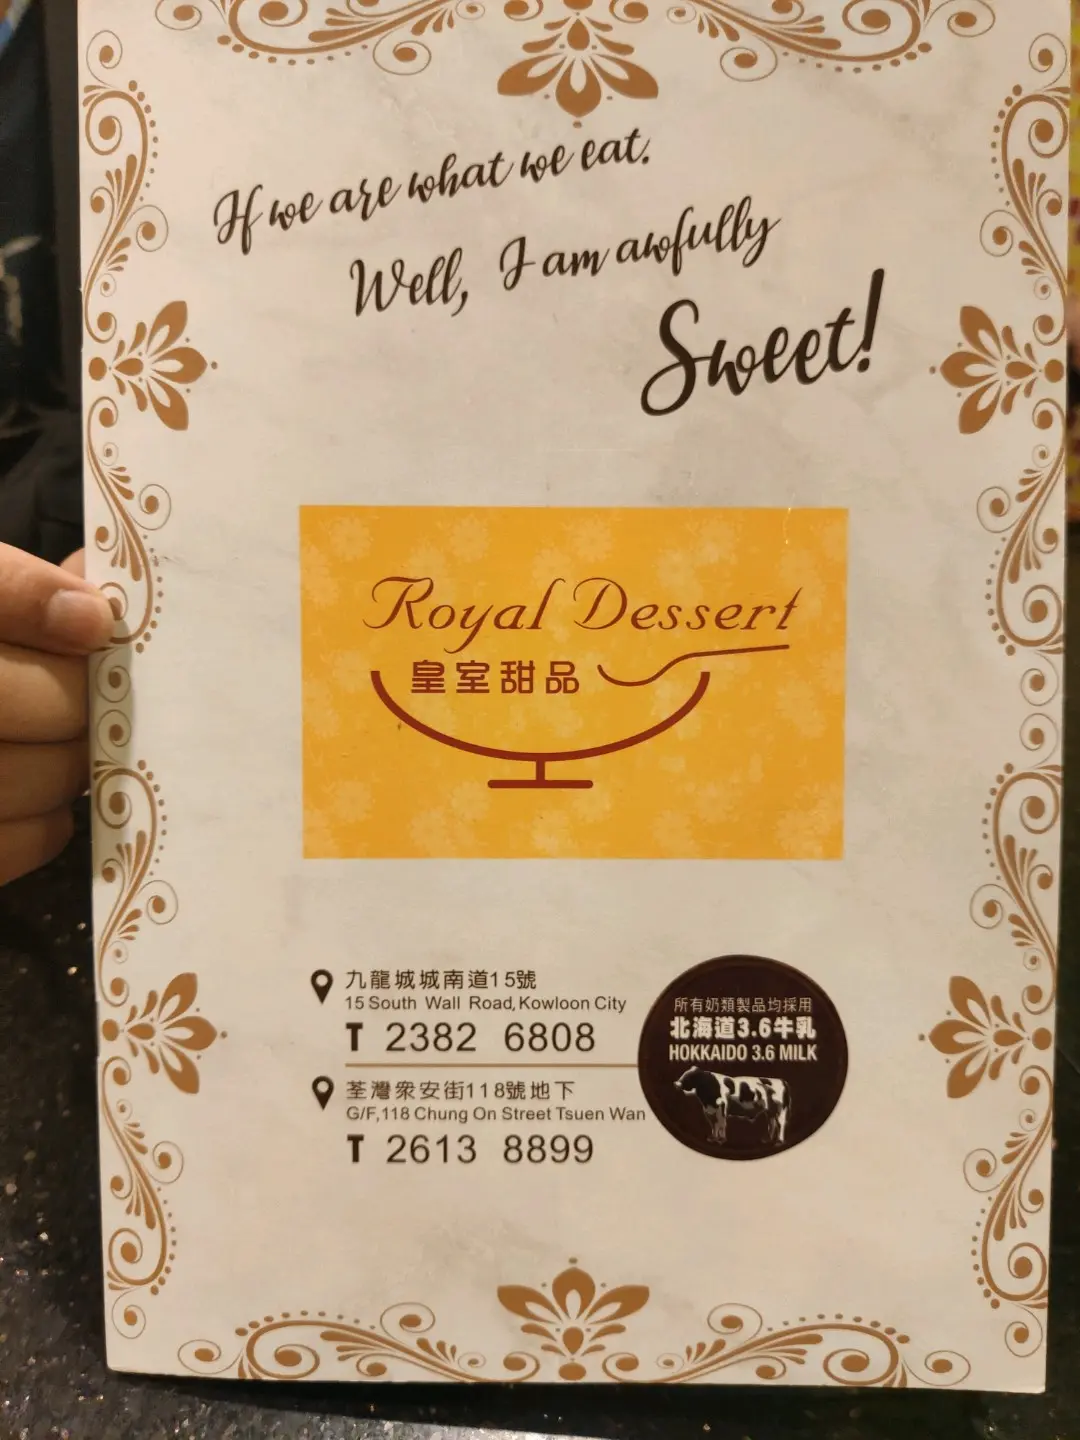 If we are what we eat.
Well, I am awfully
Sweet!
Royal Dessert
皇室甜品
九龍城城南道15號
15 South Wall Road, Kowloon City
T 2382 6808
荃灣衆安街118號地下
G/F, 118 Chung On Street Tsuen Wan
T 2613 8899
所有奶類製品均採用
北海道3.6牛乳
HOKKAIDO 3.6 MILK